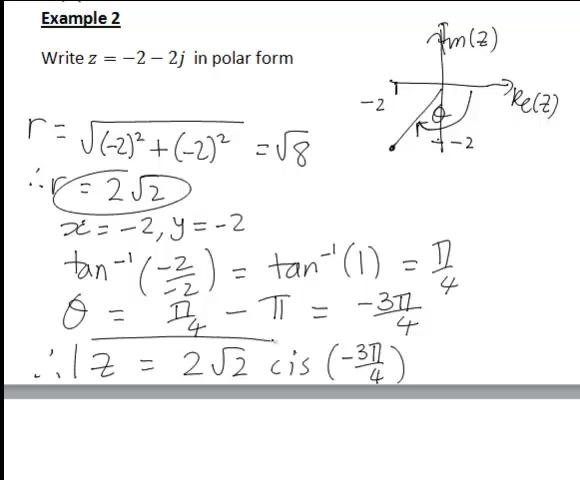 Example 2
Write z = −2 − 2j in polar form
Im(z)
Re(z)
−2
θ
−2
r = √((-2)² + (-2)²) = √8
∴ r = 2√2
x = -2, y = -2
tan⁻¹(-2/-2) = tan⁻¹(1) = π/4
θ = π/4 - π = -3π/4
∴ z = 2√2 cis(-3π/4)